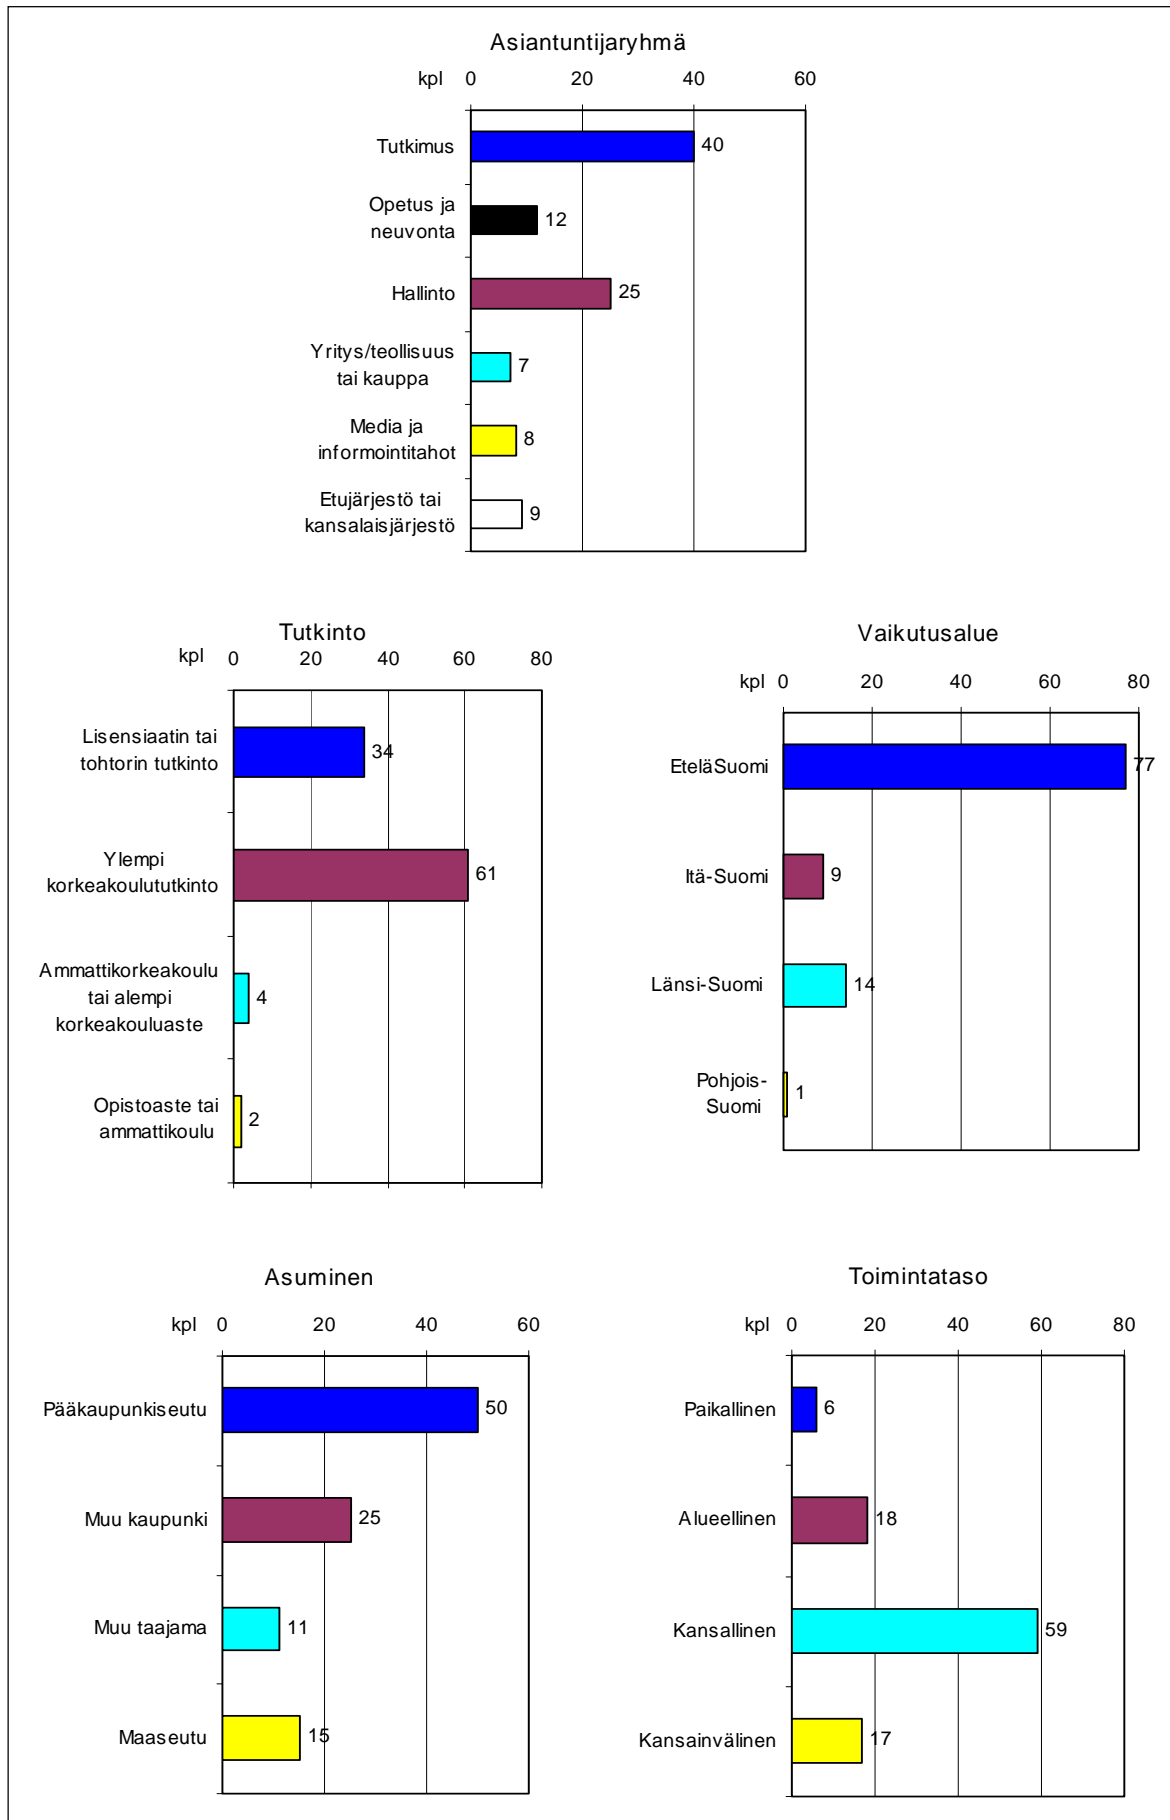 Asiantuntijaryhmä
kpl 0 20 40 60
Tutkimus 40
Opetus ja
neuvonta 12
Hallinto 25
Yritys/teollisuus
tai kauppa 7
Media ja
informointitahot 8
Etujärjestö tai
kansalaisjärjestö 9
Tutkinto
kpl 0 20 40 60 80
Lisensiaatin tai
tohtorin tutkinto 34
Ylempi
korkeakoulututkinto 61
Ammattikorkeakoulu
tai alempi 4
korkeakouluaste
Opistoaste tai
ammattikoulu 2
Vaikutusalue
kpl 0 20 40 60 80
EteläSuomi 77
Itä-Suomi 9
Länsi-Suomi 14
Pohjois-
Suomi 1
Asuminen
kpl 0 20 40 60
Pääkaupunkiseutu 50
Muu kaupunki 25
Muu taajama 11
Maaseutu 15
Toimintataso
kpl 0 20 40 60 80
Paikallinen 6
Alueellinen 18
Kansallinen 59
Kansainvälinen 17